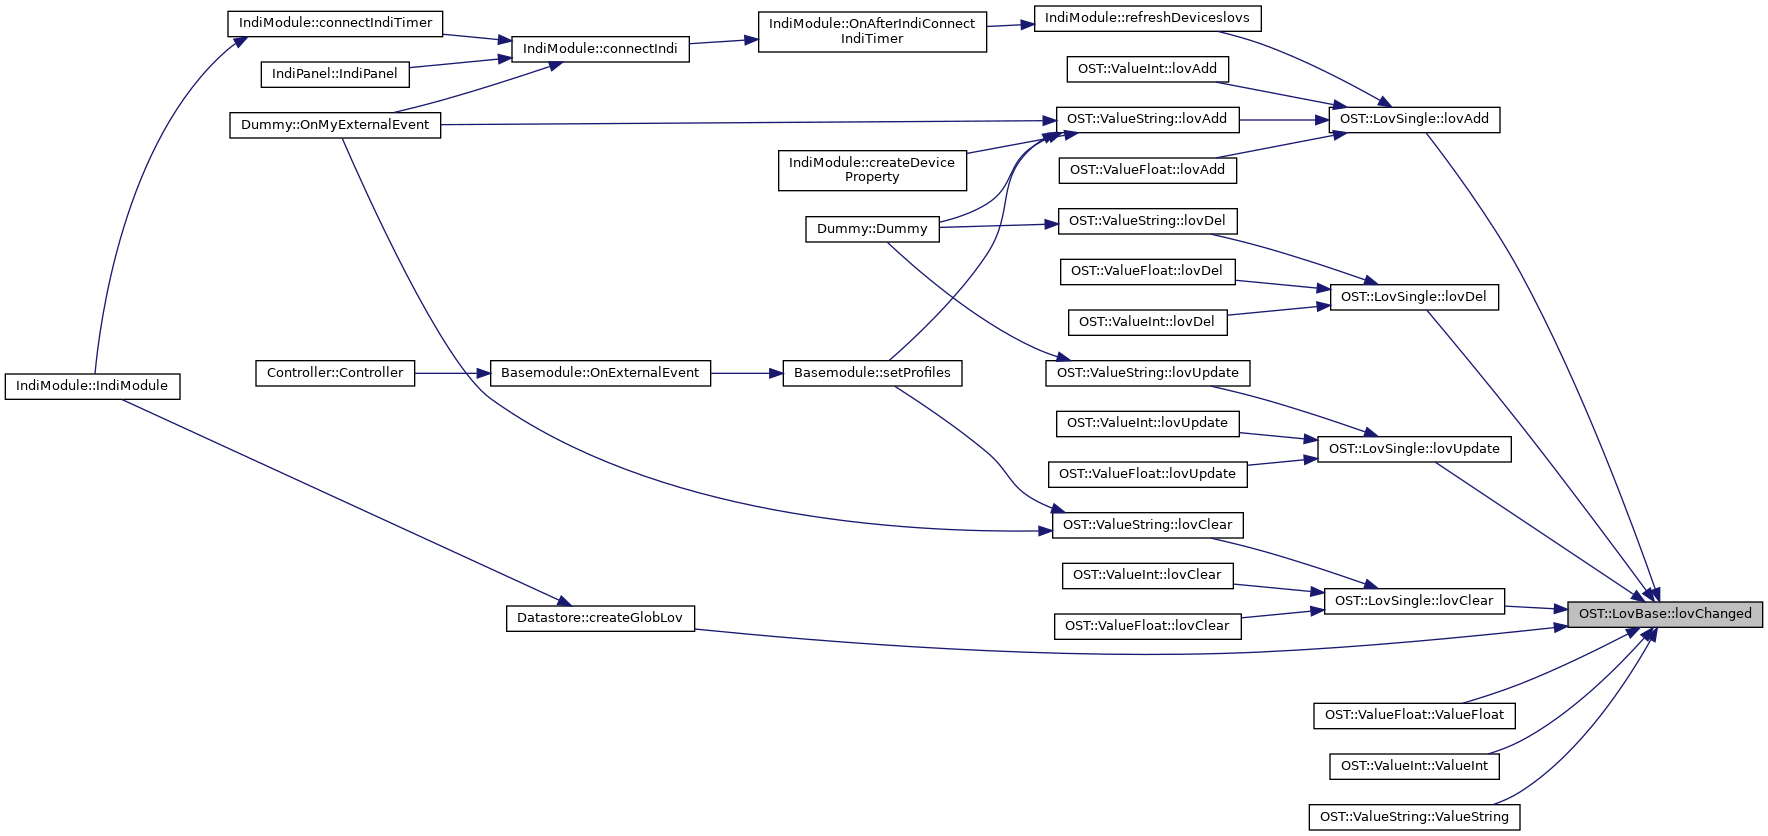 IndiModule::connectIndiTimer
IndiModule::OnAfterIndiConnect
IndiTimer
IndiModule::refreshDeviceslovs
IndiModule::connectIndi
IndiPanel::IndiPanel
OST::ValueInt::lovAdd
Dummy::OnMyExternalEvent
OST::ValueString::lovAdd
OST::LovSingle::lovAdd
IndiModule::createDevice
Property
OST::ValueFloat::lovAdd
Dummy::Dummy
OST::ValueString::lovDel
OST::ValueFloat::lovDel
OST::LovSingle::lovDel
OST::ValueInt::lovDel
IndiModule::IndiModule
Controller::Controller
Basemodule::OnExternalEvent
Basemodule::setProfiles
OST::ValueString::lovUpdate
OST::ValueInt::lovUpdate
OST::LovSingle::lovUpdate
OST::ValueFloat::lovUpdate
OST::ValueString::lovClear
OST::ValueInt::lovClear
OST::LovSingle::lovClear
Datastore::createGlobLov
OST::ValueFloat::lovClear
OST::LovBase::lovChanged
OST::ValueFloat::ValueFloat
OST::ValueInt::ValueInt
OST::ValueString::ValueString